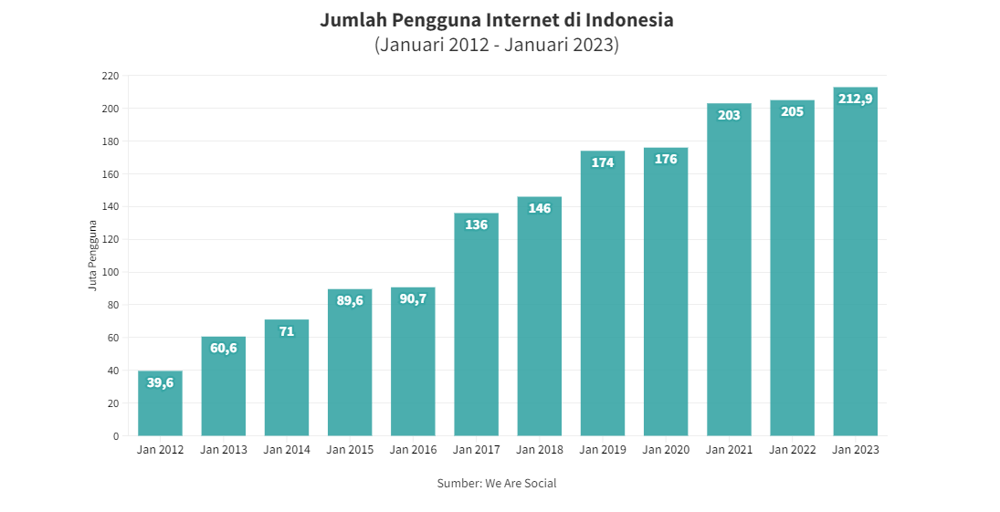 Jumlah Pengguna Internet di Indonesia
(Januari 2012 - Januari 2023)
Juta Pengguna
220
200
180
160
140
120
100
80
60
40
20
0
39,6
60,6
71
89,6
90,7
136
146
174
176
203
205
212,9
Jan 2012
Jan 2013
Jan 2014
Jan 2015
Jan 2016
Jan 2017
Jan 2018
Jan 2019
Jan 2020
Jan 2021
Jan 2022
Jan 2023
Sumber: We Are Social